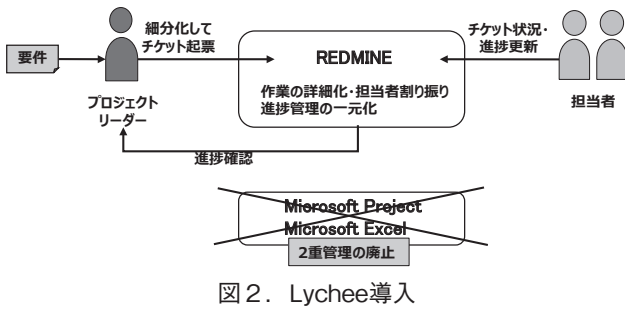 要件
細分化して
チケット起票
プロジェクト
リーダー
REDMINE
作業の詳細化・担当者割り振り
進捗管理の一元化
チケット状況・
進捗更新
担当者
進捗確認
Microsoft Project
Microsoft Excel
2重管理の廃止
図２．Lychee導入